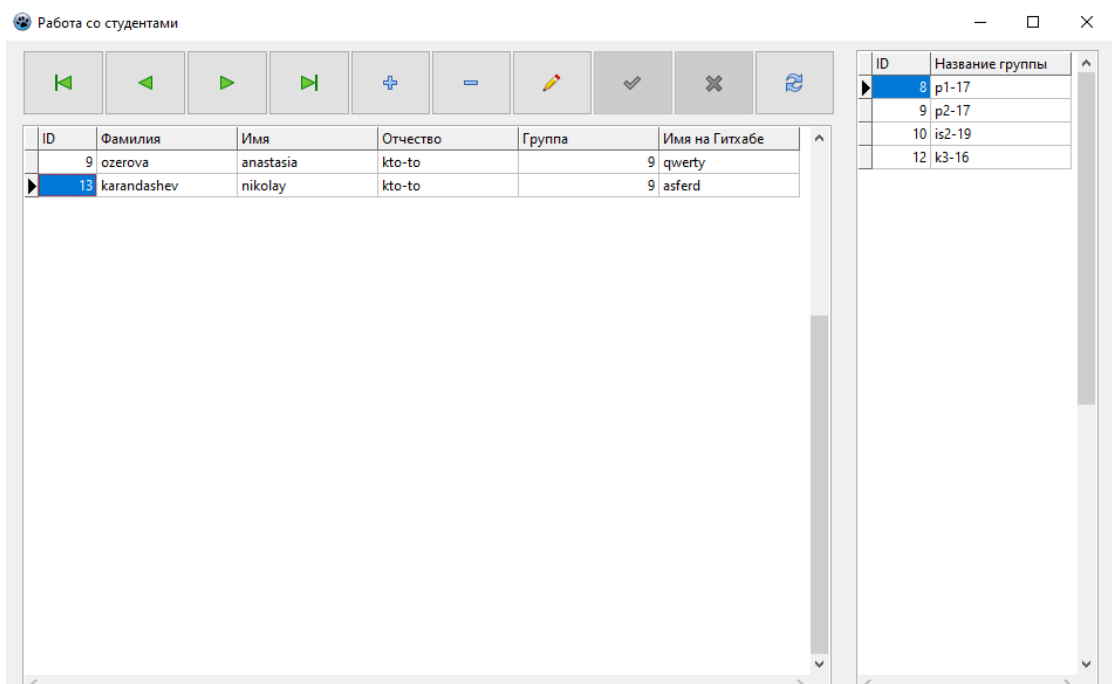 Работа со студентами
ID Фамилия Имя Отчество Группа Имя на Гитхабе
9 ozerova anastasia kto-to 9 qwerty
13 karandashev nikolay kto-to 9 asferd
ID Название группы
8 p1-17
9 p2-17
10 is2-19
12 k3-16